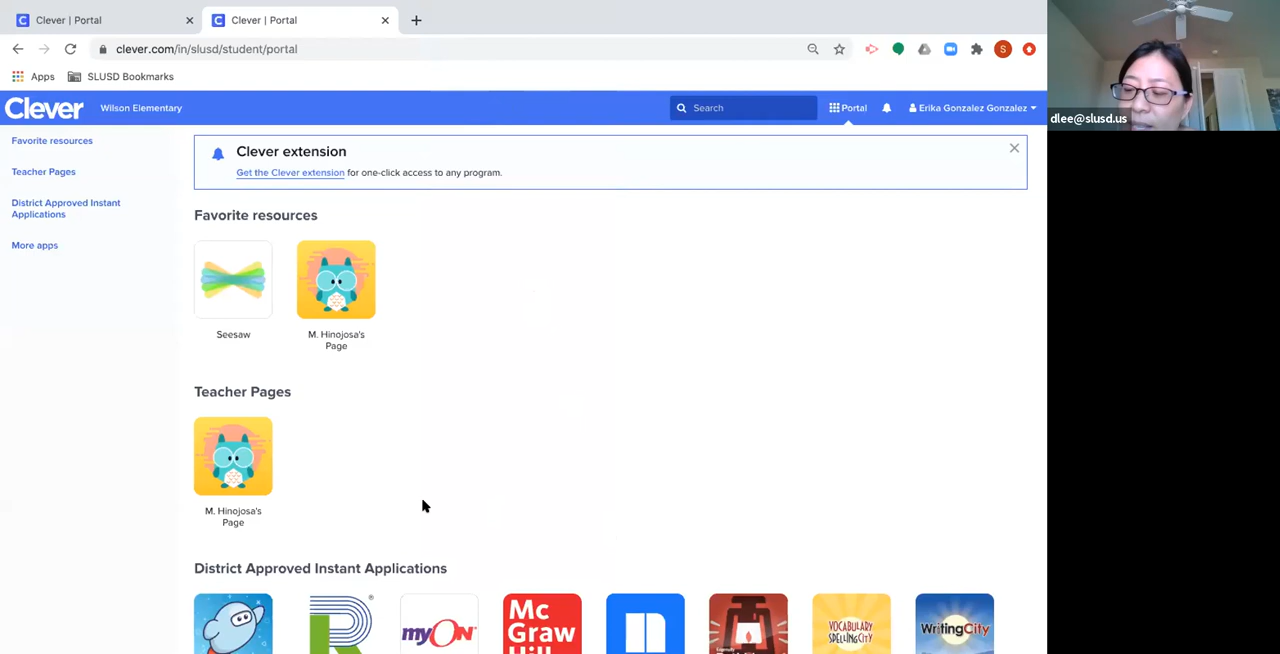 Clever | Portal
Clever | Portal
clever.com/in/slusd/student/portal
S
Apps
SLUSD Bookmarks
Clever
Wilson Elementary
Search
Portal
Erika Gonzalez Gonzalez
dlee@slusd.us
Favorite resources
Teacher Pages
District Approved Instant
Applications
More apps
Clever extension
Get the Clever extension for one-click access to any program.
Favorite resources
Seesaw
M. Hinojosa's
Page
Teacher Pages
M. Hinojosa's
Page
District Approved Instant Applications
R
myON
Mc
Graw
Hill
VOCABULARY
SPELLINGCITY
WritingCity